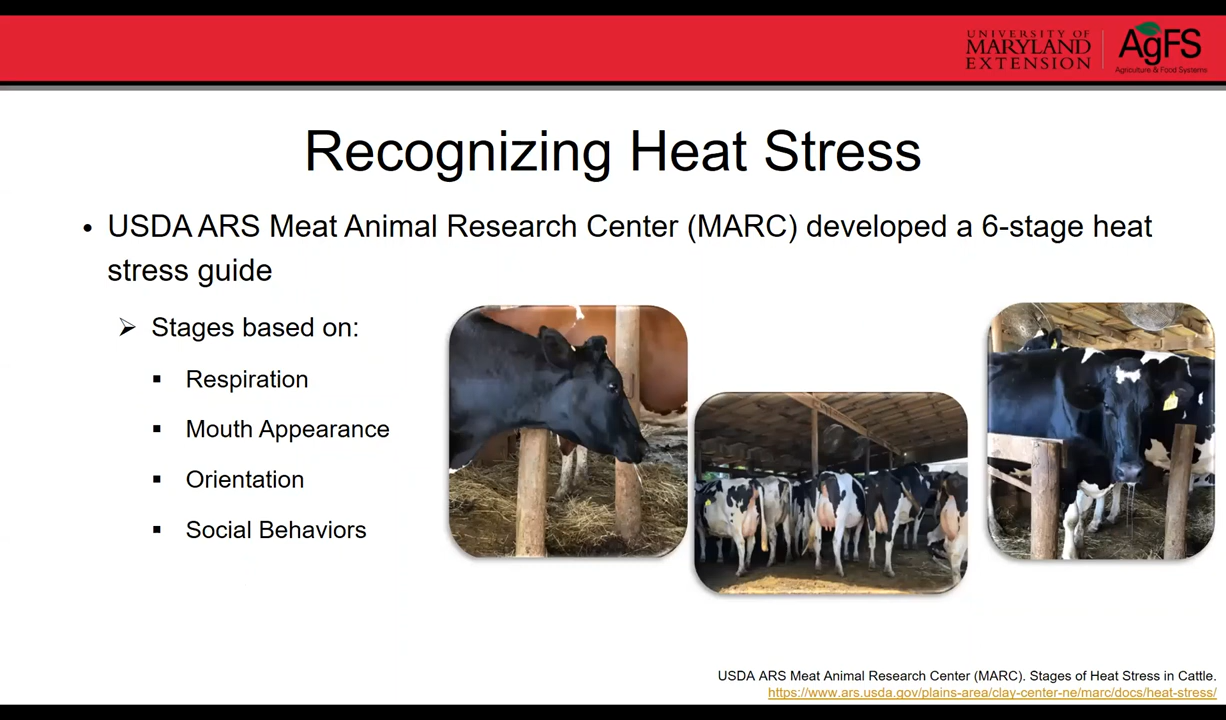 UNIVERSITY OF
MARYLAND
EXTENSION
AgFS
Agriculture & Food Systems
Recognizing Heat Stress
• USDA ARS Meat Animal Research Center (MARC) developed a 6-stage heat
stress guide
➢ Stages based on:
▪ Respiration
▪ Mouth Appearance
▪ Orientation
▪ Social Behaviors
USDA ARS Meat Animal Research Center (MARC). Stages of Heat Stress in Cattle.
https://www.ars.usda.gov/plains-area/clay-center-ne/marc/docs/heat-stress/